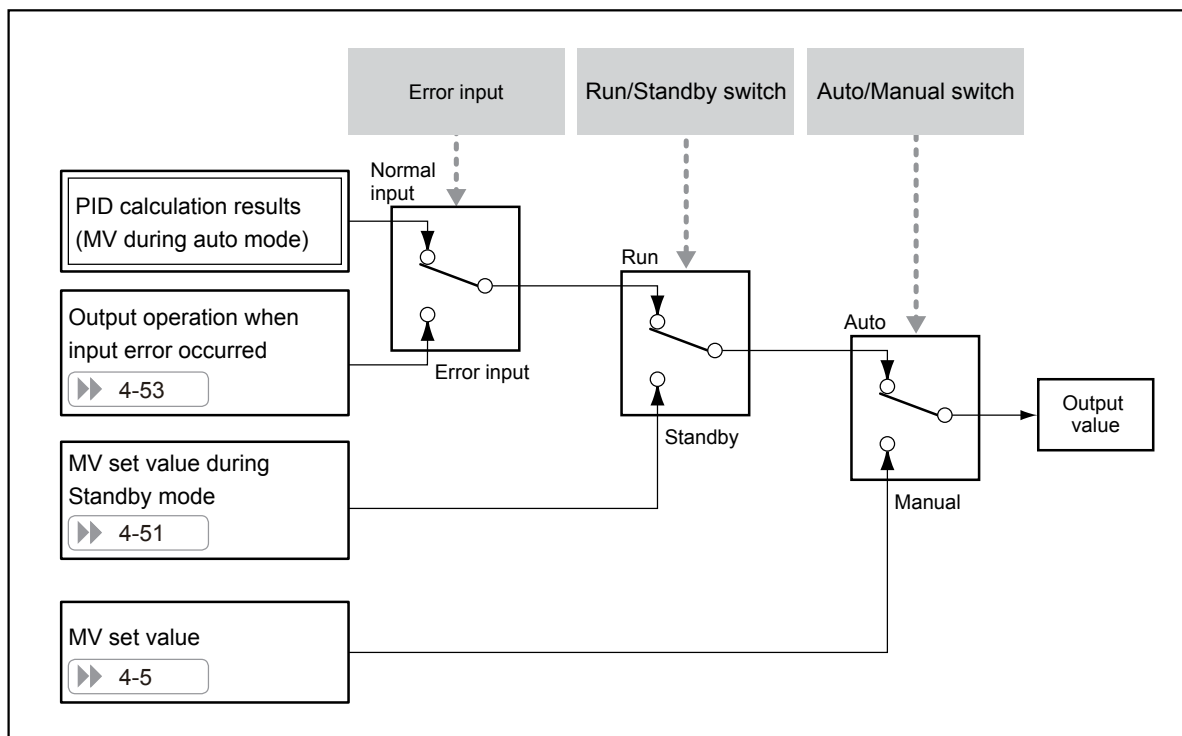 Error input
Run/Standby switch
Auto/Manual switch
Normal
input
PID calculation results
(MV during auto mode)
Run
Output operation when
input error occurred
4-53
Auto
Error input
Output
value
Standby
MV set value during
Standby mode
4-51
Manual
MV set value
4-5